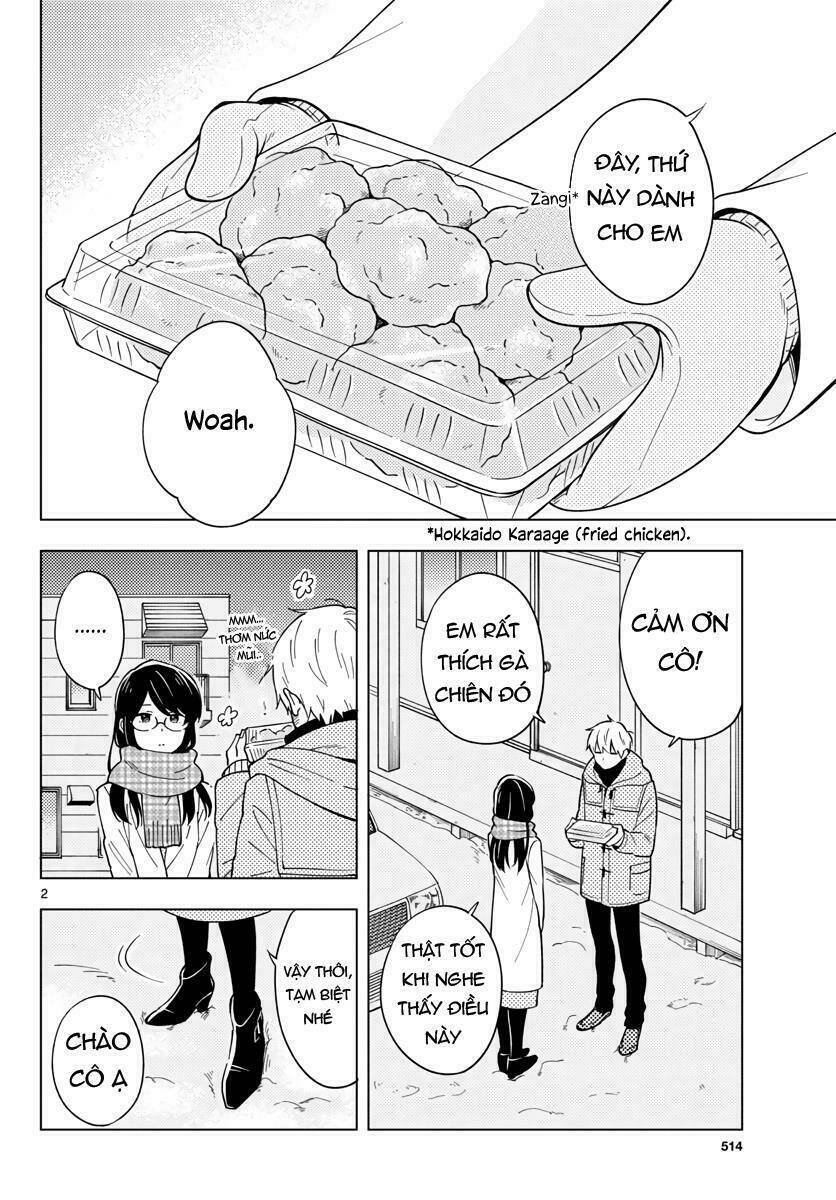 ĐÂY, THỨ
NÀY DÀNH
CHO EM
Zangi*
Woah.
*Hokkaido Karaage (fried chicken).
CẢM ƠN
CÔ!
EM RẤT
THÍCH GÀ
CHIÊN ĐÓ
THẬT TỐT
KHI NGHE
THẤY ĐIỀU
NÀY
MMM...
THƠM NỨC
MŨI..
......
2
VẬY THÔI,
TẠM BIỆT
NHÉ
CHÀO
CÔ Ạ
514